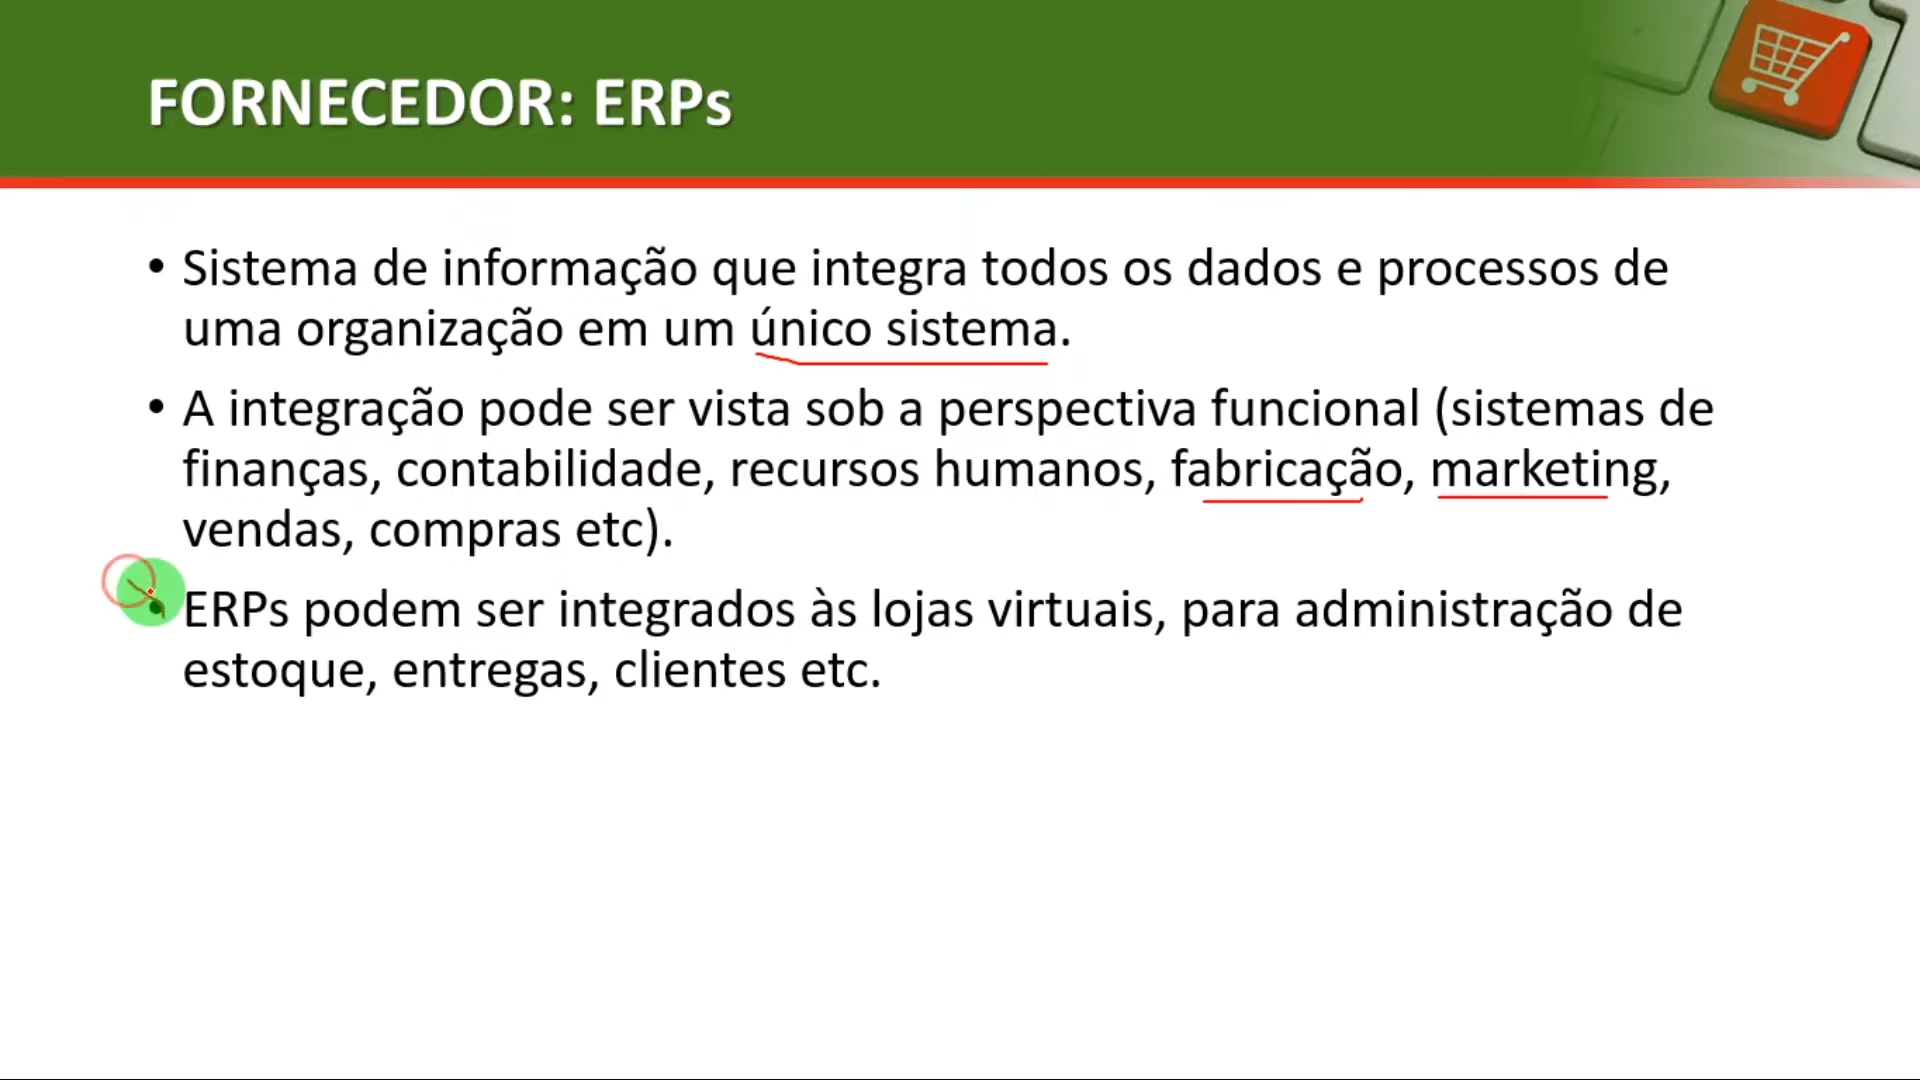 FORNECEDOR: ERPs
• Sistema de informação que integra todos os dados e processos de
uma organização em um único sistema.
• A integração pode ser vista sob a perspectiva funcional (sistemas de
finanças, contabilidade, recursos humanos, fabricação, marketing,
vendas, compras etc).
• ERPs podem ser integrados às lojas virtuais, para administração de
estoque, entregas, clientes etc.